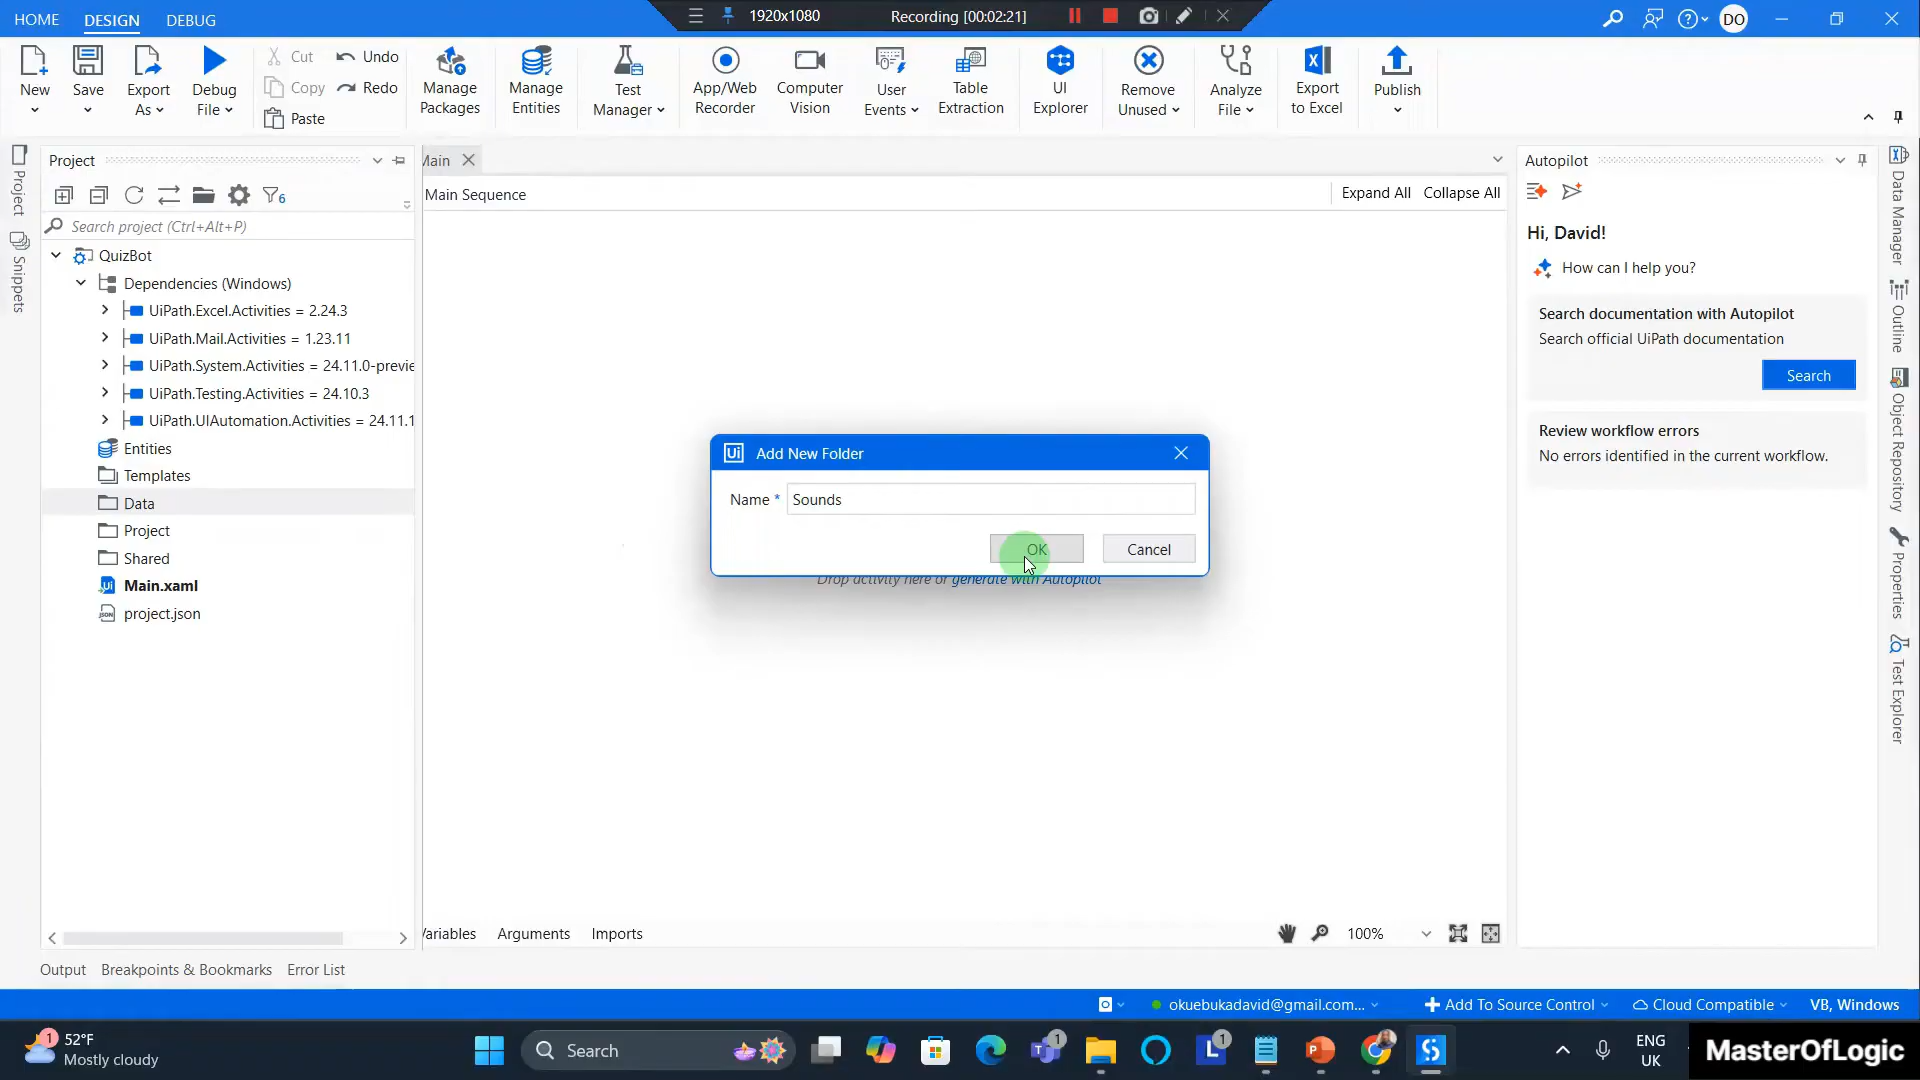 HOME DESIGN DEBUG
1920x1080 Recording [00:02:21]
DO
New
Save
Export As
Debug File
Cut
Copy
Paste
Undo
Redo
Manage Packages
Manage Entities
Test Manager
App/Web Recorder
Computer Vision
User Events
Table Extraction
UI Explorer
Remove Unused
Analyze File
Export to Excel
Publish
Project
Snippets
Project
6
Search project (Ctrl+Alt+P)
QuizBot
Dependencies (Windows)
UiPath.Excel.Activities = 2.24.3
UiPath.Mail.Activities = 1.23.11
UiPath.System.Activities = 24.11.0-previe
UiPath.Testing.Activities = 24.10.3
UiPath.UIAutomation.Activities = 24.11.1
Entities
Templates
Data
Project
Shared
Main.xaml
JSON
project.json
Main
Main Sequence
Expand All Collapse All
Ui Add New Folder
Name * Sounds
OK Cancel
Drop activity here or generate with Autopilot
Variables Arguments Imports
100%
Autopilot
Hi, David!
How can I help you?
Search documentation with Autopilot
Search official UiPath documentation
Search
Review workflow errors
No errors identified in the current workflow.
Data Manager
Outline
Object Repository
Properties
Test Explorer
Output Breakpoints & Bookmarks Error List
okuebukadavid@gmail.com... Add To Source Control Cloud Compatible VB, Windows
1
52°F
Mostly cloudy
Search
1
L
1
ENG
UK
MasterOfLogic